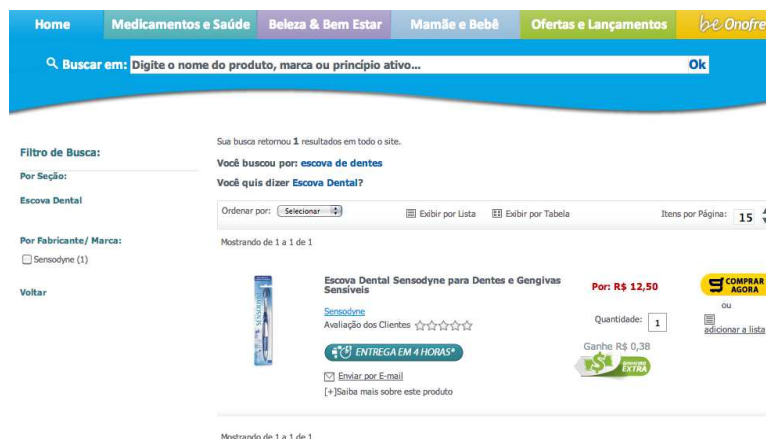 Home Medicamentos e Saúde Beleza & Bem Estar Mamãe e Bebê Ofertas e Lançamentos be Onofre
Buscar em: Digite o nome do produto, marca ou princípio ativo... Ok
Sua busca retornou 1 resultados em todo o site.
Filtro de Busca:
Você buscou por: escova de dentes
Por Seção:
Você quis dizer Escova Dental?
Escova Dental
Ordenar por: Selecionar Exibir por Lista Exibir por Tabela Itens por Página: 15
Por Fabricante/ Marca:
Mostrando de 1 a 1 de 1
Sensodyne (1)
Voltar
Escova Dental Sensodyne para Dentes e Gengivas
Sensíveis
Por: R$ 12,50
COMPRAR
AGORA
ou
Sensodyne
SENSODYNE
Avaliação dos Clientes
Quantidade: 1
adicionar a lista
ENTREGA EM 4 HORAS*
Ganhe R$ 0,38
EXTRA
Enviar por E-mail
[+]Saiba mais sobre este produto
Mostrando de 1 a 1 de 1